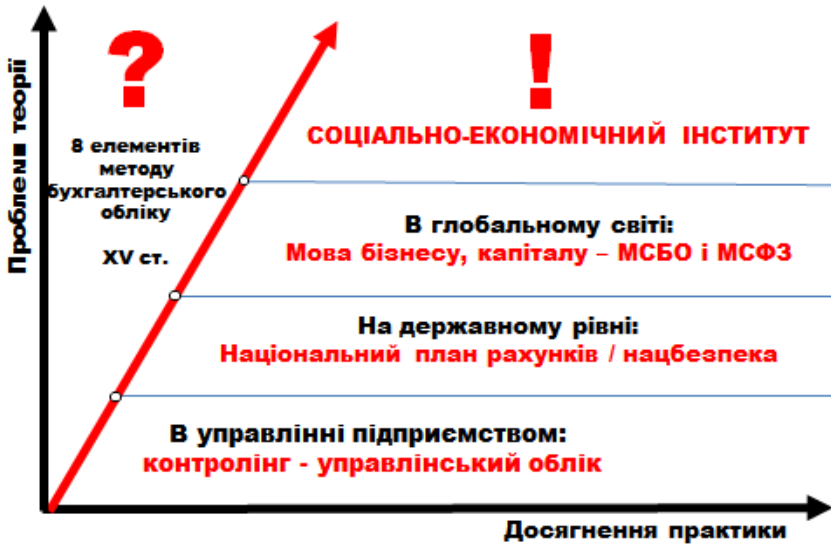 Проблеми теорії
?
8 елементів
методу
бухгалтерського
обліку
XV ст.
!
СОЦІАЛЬНО-ЕКОНОМІЧНИЙ ІНСТИТУТ
В глобальному світі:
Мова бізнесу, капіталу – МСБО і МСФЗ
На державному рівні:
Національний план рахунків / нацбезпека
В управлінні підприємством:
контролінг - управлінський облік
Досягнення практики